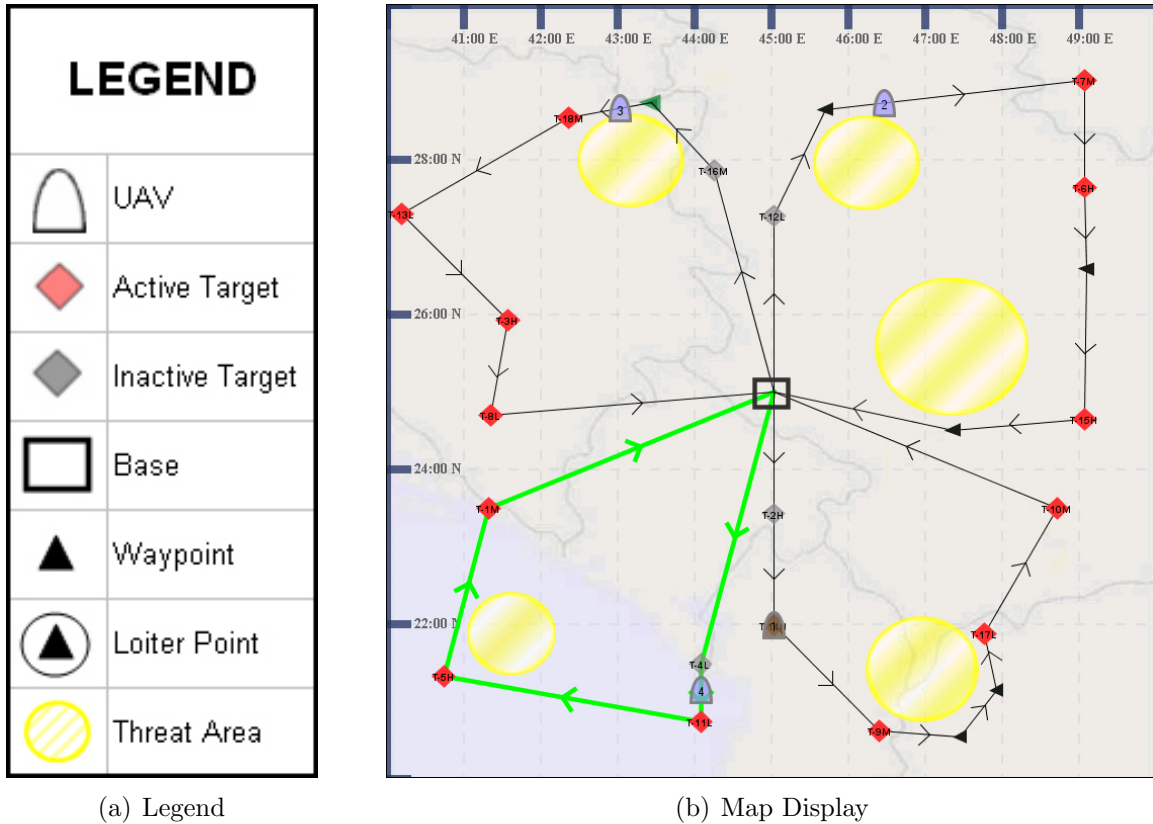 LEGEND
UAV
Active Target
Inactive Target
Base
Waypoint
Loiter Point
Threat Area
(a) Legend
41:00 E 42:00 E 43:00 E 44:00 E 45:00 E 46:00 E 47:00 E 48:00 E 49:00 E
T-7M
2
3
T-18M
28:00 N
T-16M
T-6H
T-13L
T-12L
26:00 N
T-3H
T-8L
T-15H
24:00 N
T-1M
T-10M
T-2H
22:00 N
T-17L
T-4L
T-5H
4
T-11L
T-9M
(b) Map Display